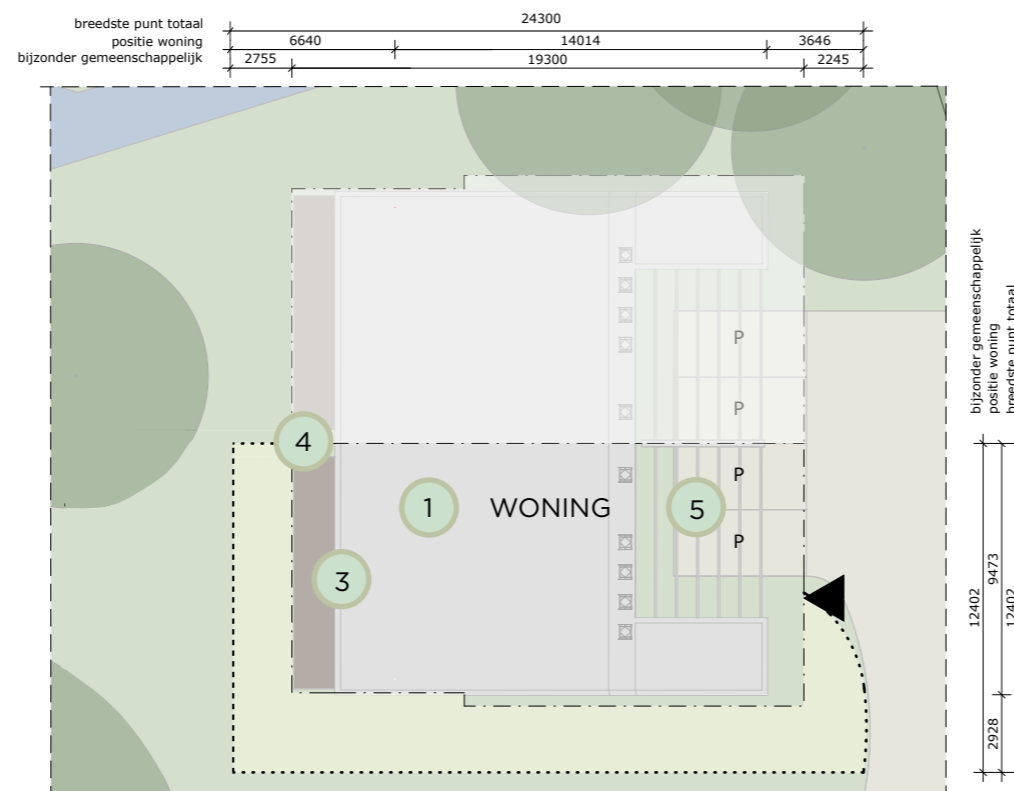 breedste punt totaal 24300
positie woning 6640 14014 3646
bijzonder gemeenschappelijk 2755 19300 2245
bijzonder gemeenschappelijk
positie woning
breedste punt totaal
P
P
4
P
1 WONING 5
P
3
12402
9473
12402
2928